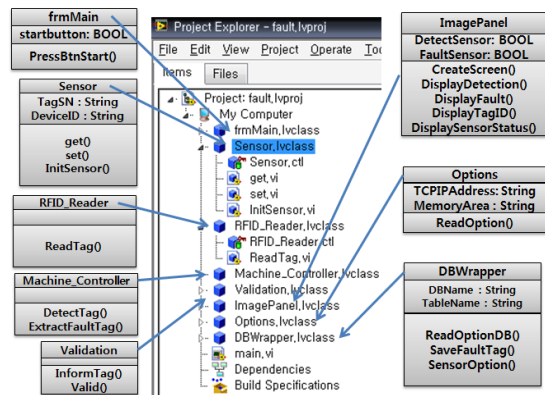 frmMain
startbutton: BOOL
PressBtnStart()
Sensor
TagSN : String
DeviceID : String
get()
set()
InitSensor()
RFID_Reader
ReadTag()
Machine_Controller
DetectTag()
ExtractFaultTag()
Validation
InformTag()
Valid()
Project Explorer - fault.lvproj
File Edit View Project Operate
Items Files
Project: fault.lvproj
My Computer
frmMain.lvclass
Sensor.lvclass
Sensor.ctl
get.vi
set.vi
InitSensor.vi
RFID_Reader.lvclass
RFID_Reader.ctl
ReadTag.vi
Machine_Controller.lvclass
Validation.lvclass
ImagePanel.lvclass
Options.lvclass
DBWrapper.lvclass
main.vi
Dependencies
Build Specifications
ImagePanel
DetectSensor: BOOL
FaultSensor: BOOL
CreateScreen()
DisplayDetection()
DisplayFault()
DisplayTagID()
DisplaySensorStatus()
Options
TCPIPAddress: String
MemoryArea : String
ReadOption()
DBWrapper
DBName : String
TableName : String
ReadOptionDB()
SaveFaultTag()
SensorOption()